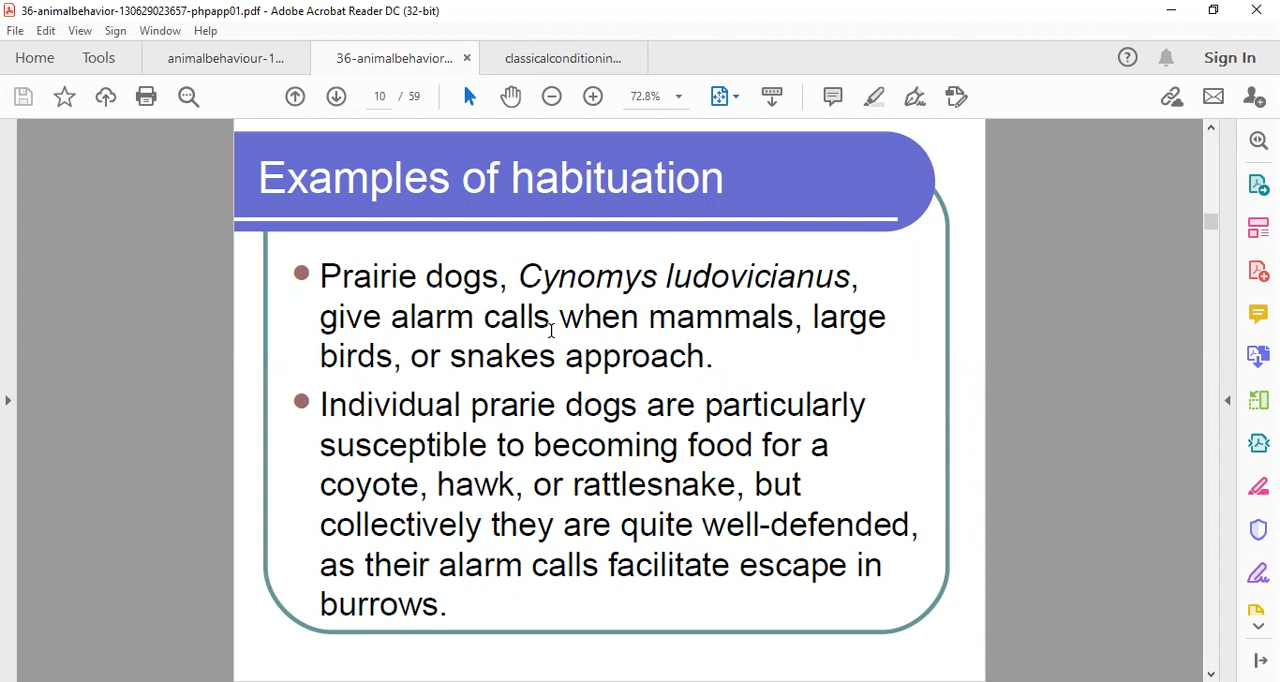 36-animalbehavior-130629023657-phpapp01.pdf - Adobe Acrobat Reader DC (32-bit)
File Edit View Sign Window Help
Home Tools animalbehaviour-1... 36-animalbehavior... classicalconditionin... Sign In
10 / 59 72.8%
Examples of habituation
Prairie dogs, Cynomys ludovicianus,
give alarm calls when mammals, large
birds, or snakes approach.
Individual prarie dogs are particularly
susceptible to becoming food for a
coyote, hawk, or rattlesnake, but
collectively they are quite well-defended,
as their alarm calls facilitate escape in
burrows.